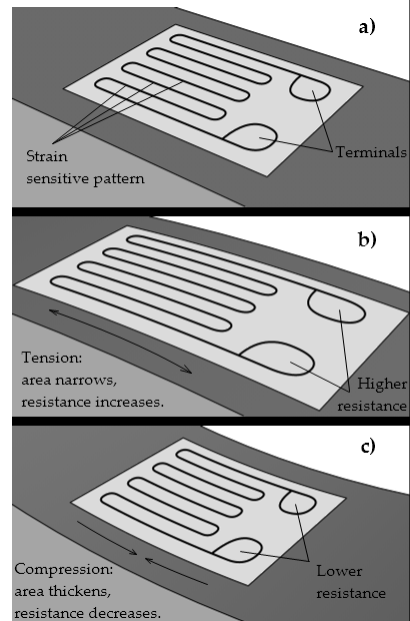 a)
Strain
sensitive pattern
Terminals
b)
Tension:
area narrows,
resistance increases.
Higher
resistance
c)
Compression:
area thickens,
resistance decreases.
Lower
resistance